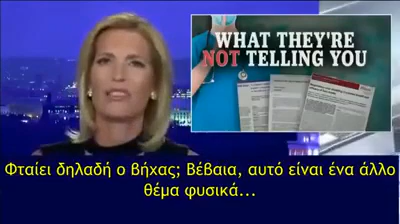 WHAT THEY'RE
NOT TELLING YOU
Φταίει δηλαδή ο βήχας; Βέβαια, αυτό είναι ένα άλλο
θέμα φυσικά...